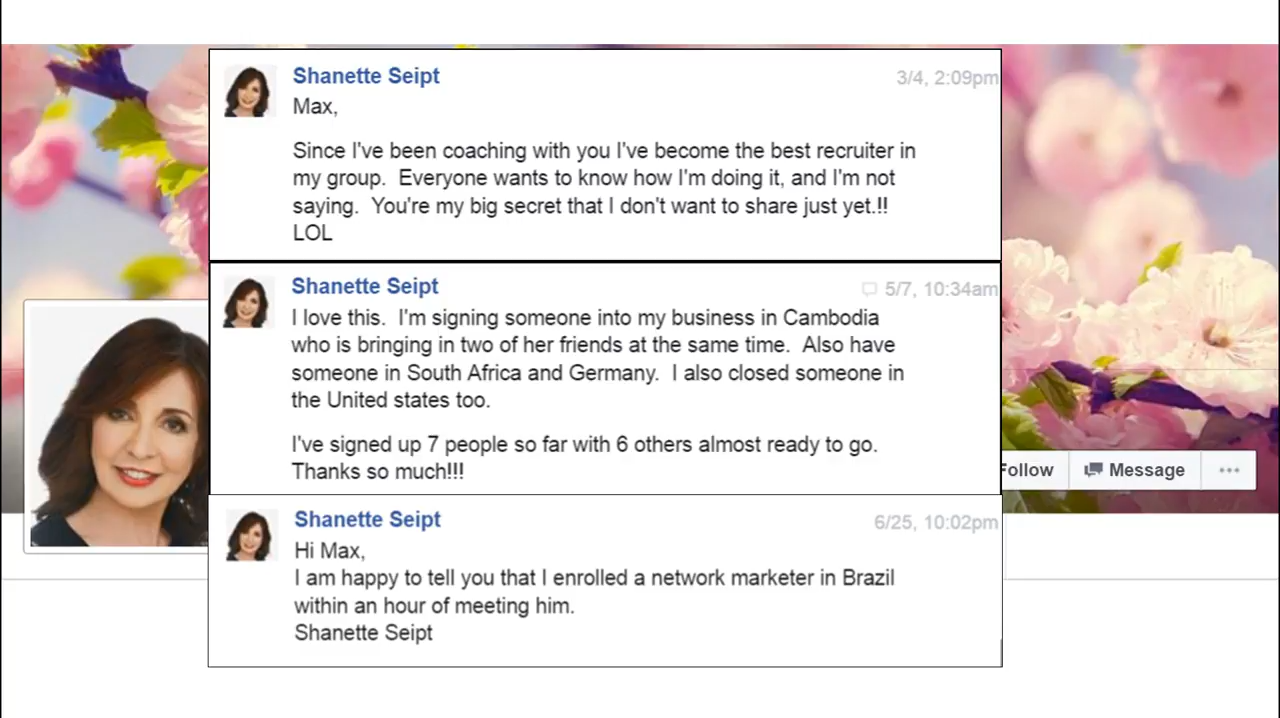 Shanette Seipt 3/4, 2:09pm
Max,
Since I've been coaching with you I've become the best recruiter in
my group. Everyone wants to know how I'm doing it, and I'm not
saying. You're my big secret that I don't want to share just yet.!!
LOL
Shanette Seipt 5/7, 10:34am
I love this. I'm signing someone into my business in Cambodia
who is bringing in two of her friends at the same time. Also have
someone in South Africa and Germany. I also closed someone in
the United states too.
I've signed up 7 people so far with 6 others almost ready to go.
Thanks so much!!!
Follow Message ...
Shanette Seipt 6/25, 10:02pm
Hi Max,
I am happy to tell you that I enrolled a network marketer in Brazil
within an hour of meeting him.
Shanette Seipt